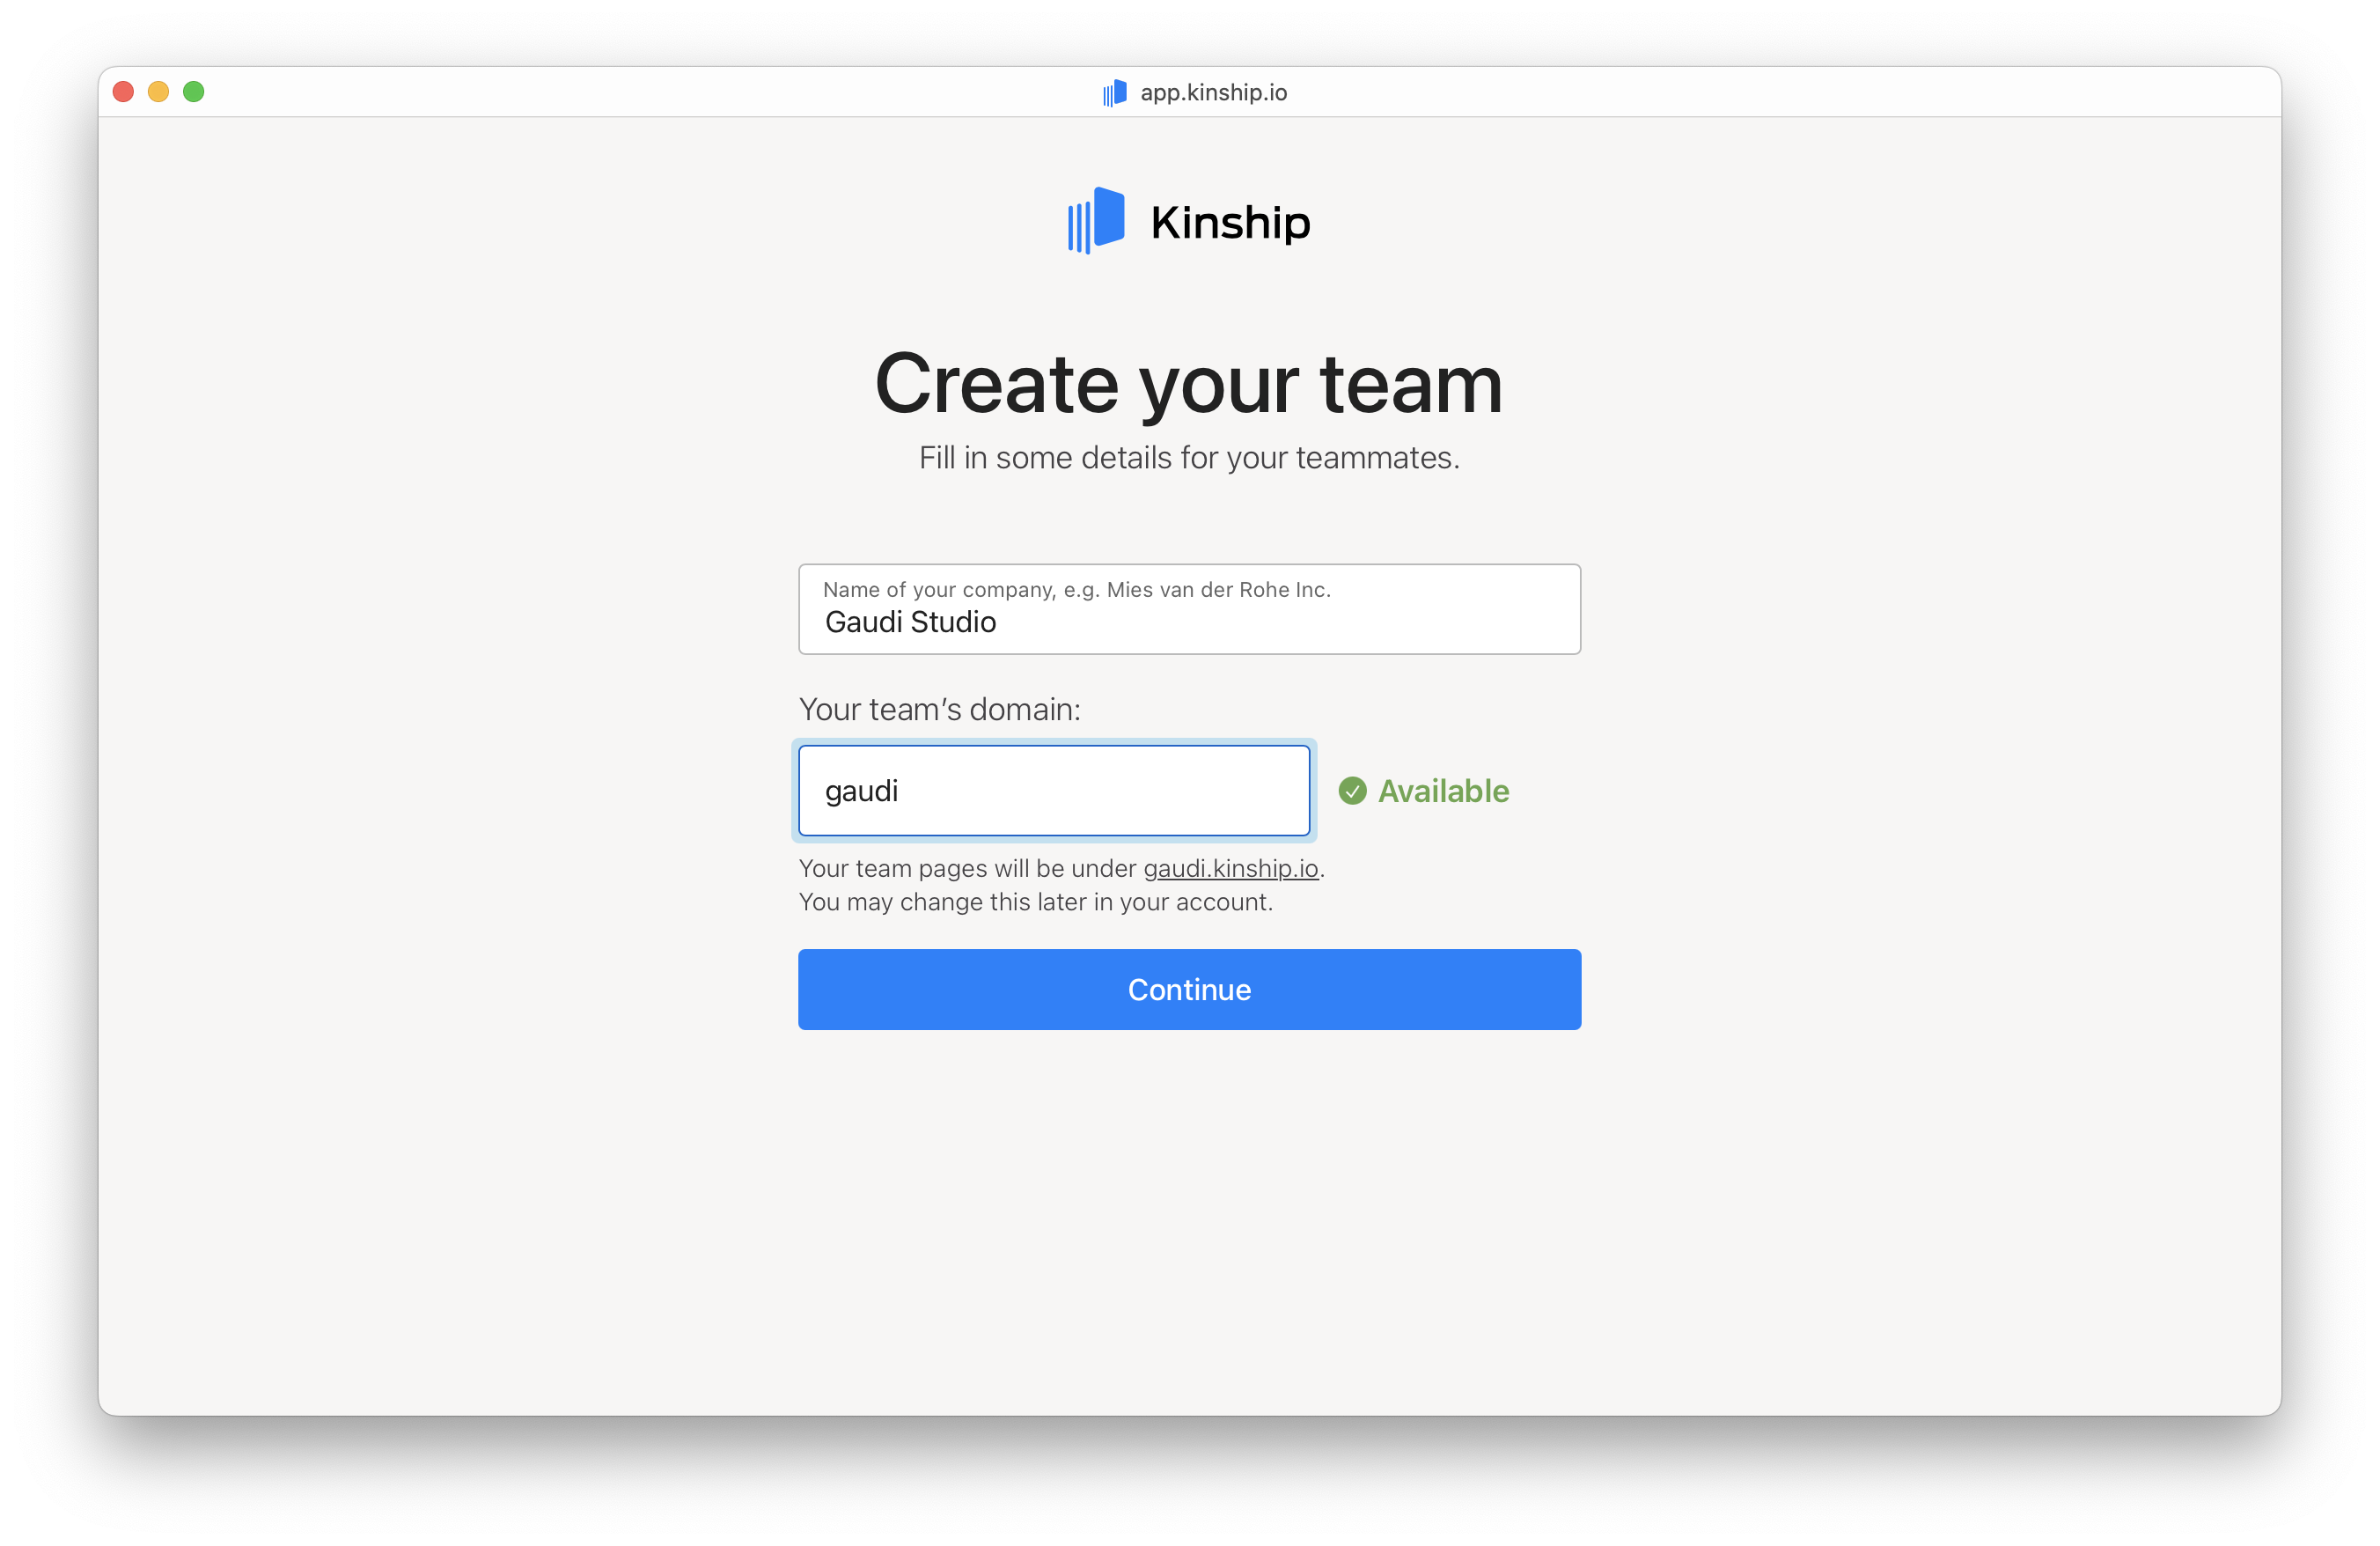 app.kinship.io
Kinship
Create your team
Fill in some details for your teammates.
Name of your company, e.g. Mies van der Rohe Inc.
Gaudi Studio
Your team’s domain:
gaudi
Available
Your team pages will be under gaudi.kinship.io.
You may change this later in your account.
Continue